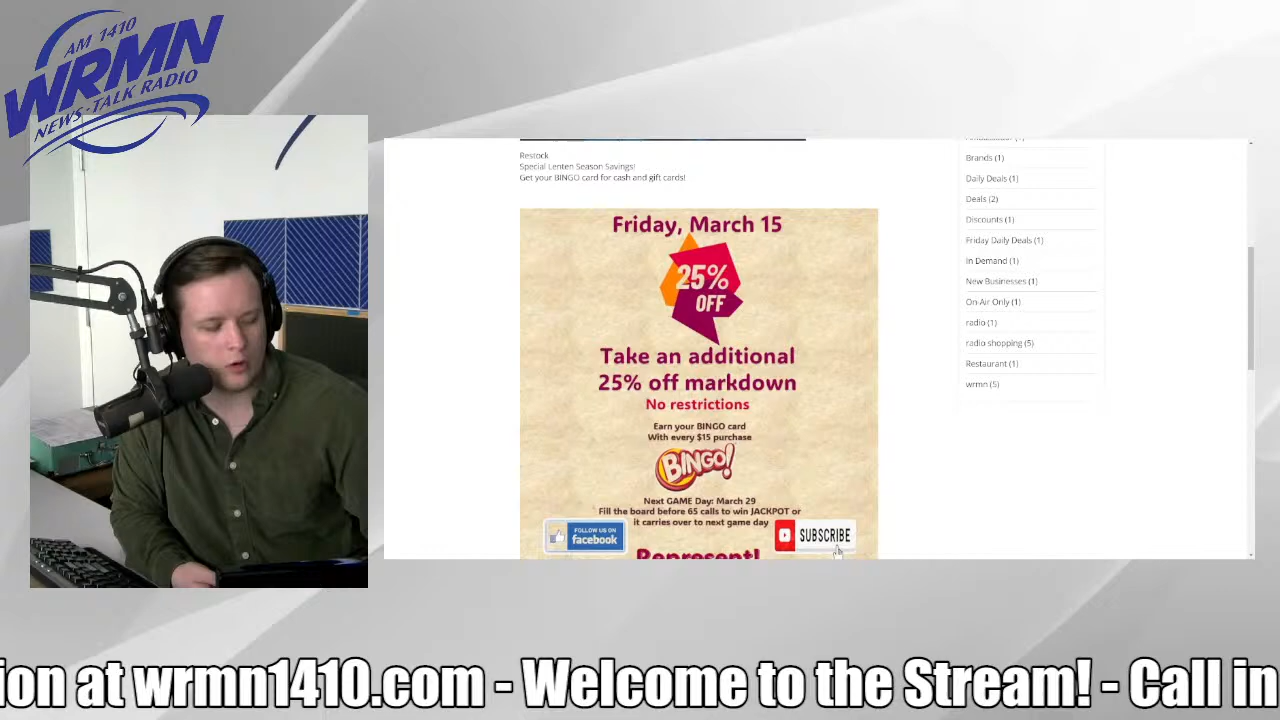 AM 1410
WRMN
NEWS-TALK RADIO
Restock
Special Lenten Season Savings!
Get your BINGO card for cash and gift cards!
Friday, March 15
25%
OFF
Take an additional
25% off markdown
No restrictions
Earn your BINGO card
With every $15 purchase
BINGO!
Next GAME Day: March 29
Fill the board before 65 calls to win JACKPOT or
it carries over to next game day
FOLLOW US ON
facebook
SUBSCRIBE
Represent!
Brands (1)
Daily Deals (1)
Deals (2)
Discounts (1)
Friday Daily Deals (1)
In Demand (1)
New Businesses (1)
On-Air Only (1)
radio (1)
radio shopping (5)
Restaurant (1)
wrmn (5)
ion at wrmn1410.com - Welcome to the Stream! - Call in